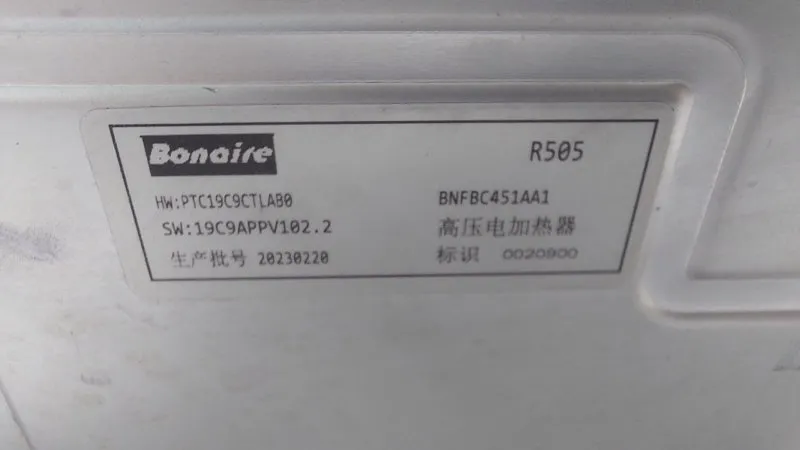 Bonaire R505
HW:PTC19C9CTLAB0 BNFBC451AA1
SW:19C9APPV102.2 高压电加热器
生产批号 20230220 标识 0020900